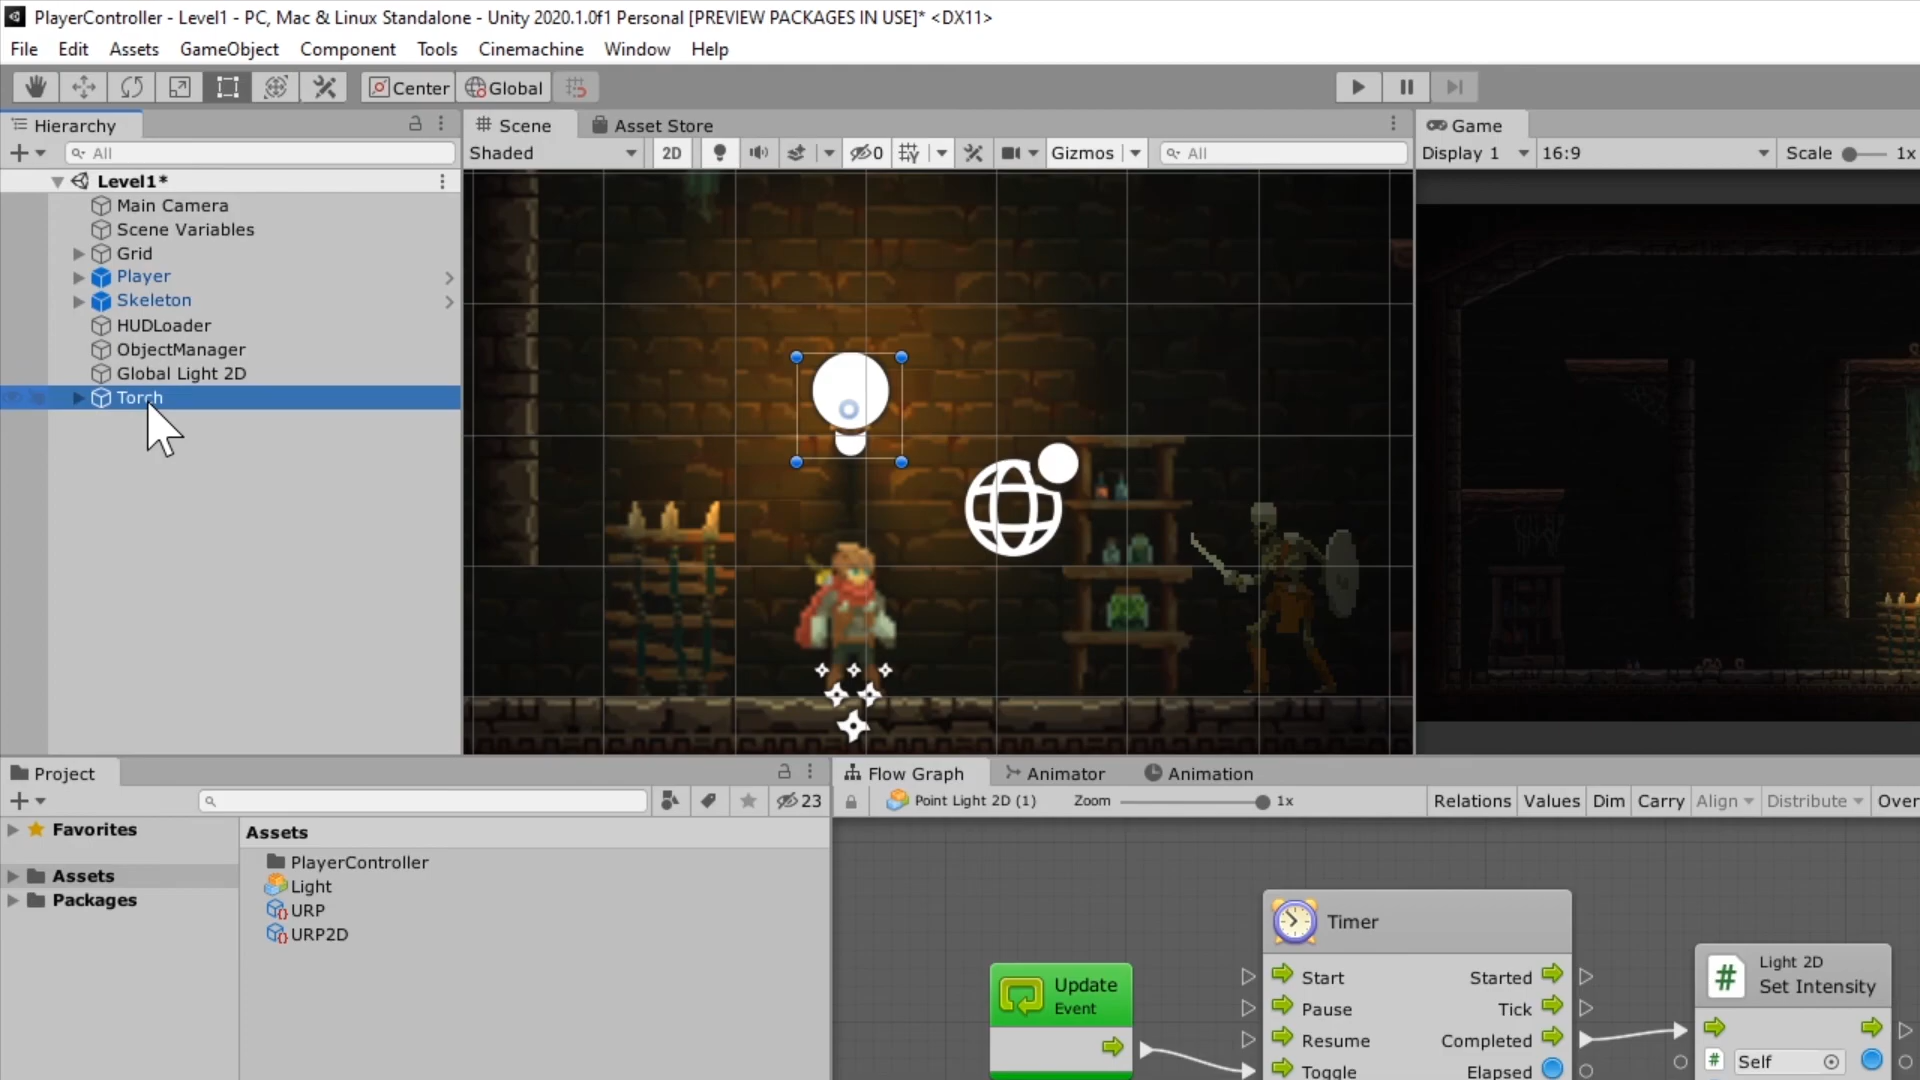 PlayerController - Level1 - PC, Mac & Linux Standalone - Unity 2020.1.0f1 Personal [PREVIEW PACKAGES IN USE]* <DX11>
File Edit Assets GameObject Component Tools Cinemachine Window Help
Center Global
Hierarchy Scene Asset Store Game
All Shaded 2D 0 Gizmos All Display 1 16:9 Scale 1x
Level1*
Main Camera
Scene Variables
Grid
Player
Skeleton
HUDLoader
ObjectManager
Global Light 2D
Torch
Project Flow Graph Animator Animation
23 Point Light 2D (1) Zoom 1x Relations Values Dim Carry Align Distribute Over
Favorites
Assets
Packages
Assets
PlayerController
Light
URP
URP2D
Update
Event
Timer
Start Started
Pause Tick
Resume Completed
Toggle Elapsed
Light 2D
Set Intensity
Self